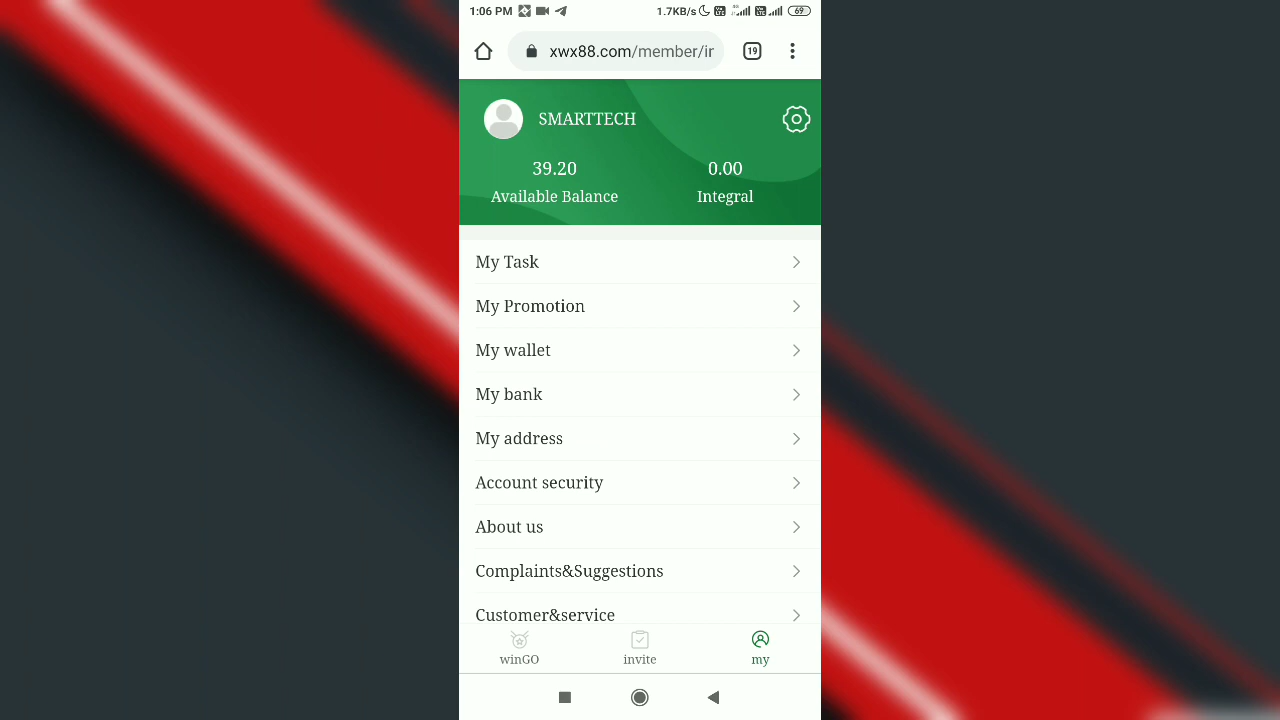 1:06 PM 1.7KB/s 69
xwx88.com/member/ir 19
SMARTTECH
39.20 0.00
Available Balance Integral
My Task
My Promotion
My wallet
My bank
My address
Account security
About us
Complaints&Suggestions
Customer&service
winGO invite my